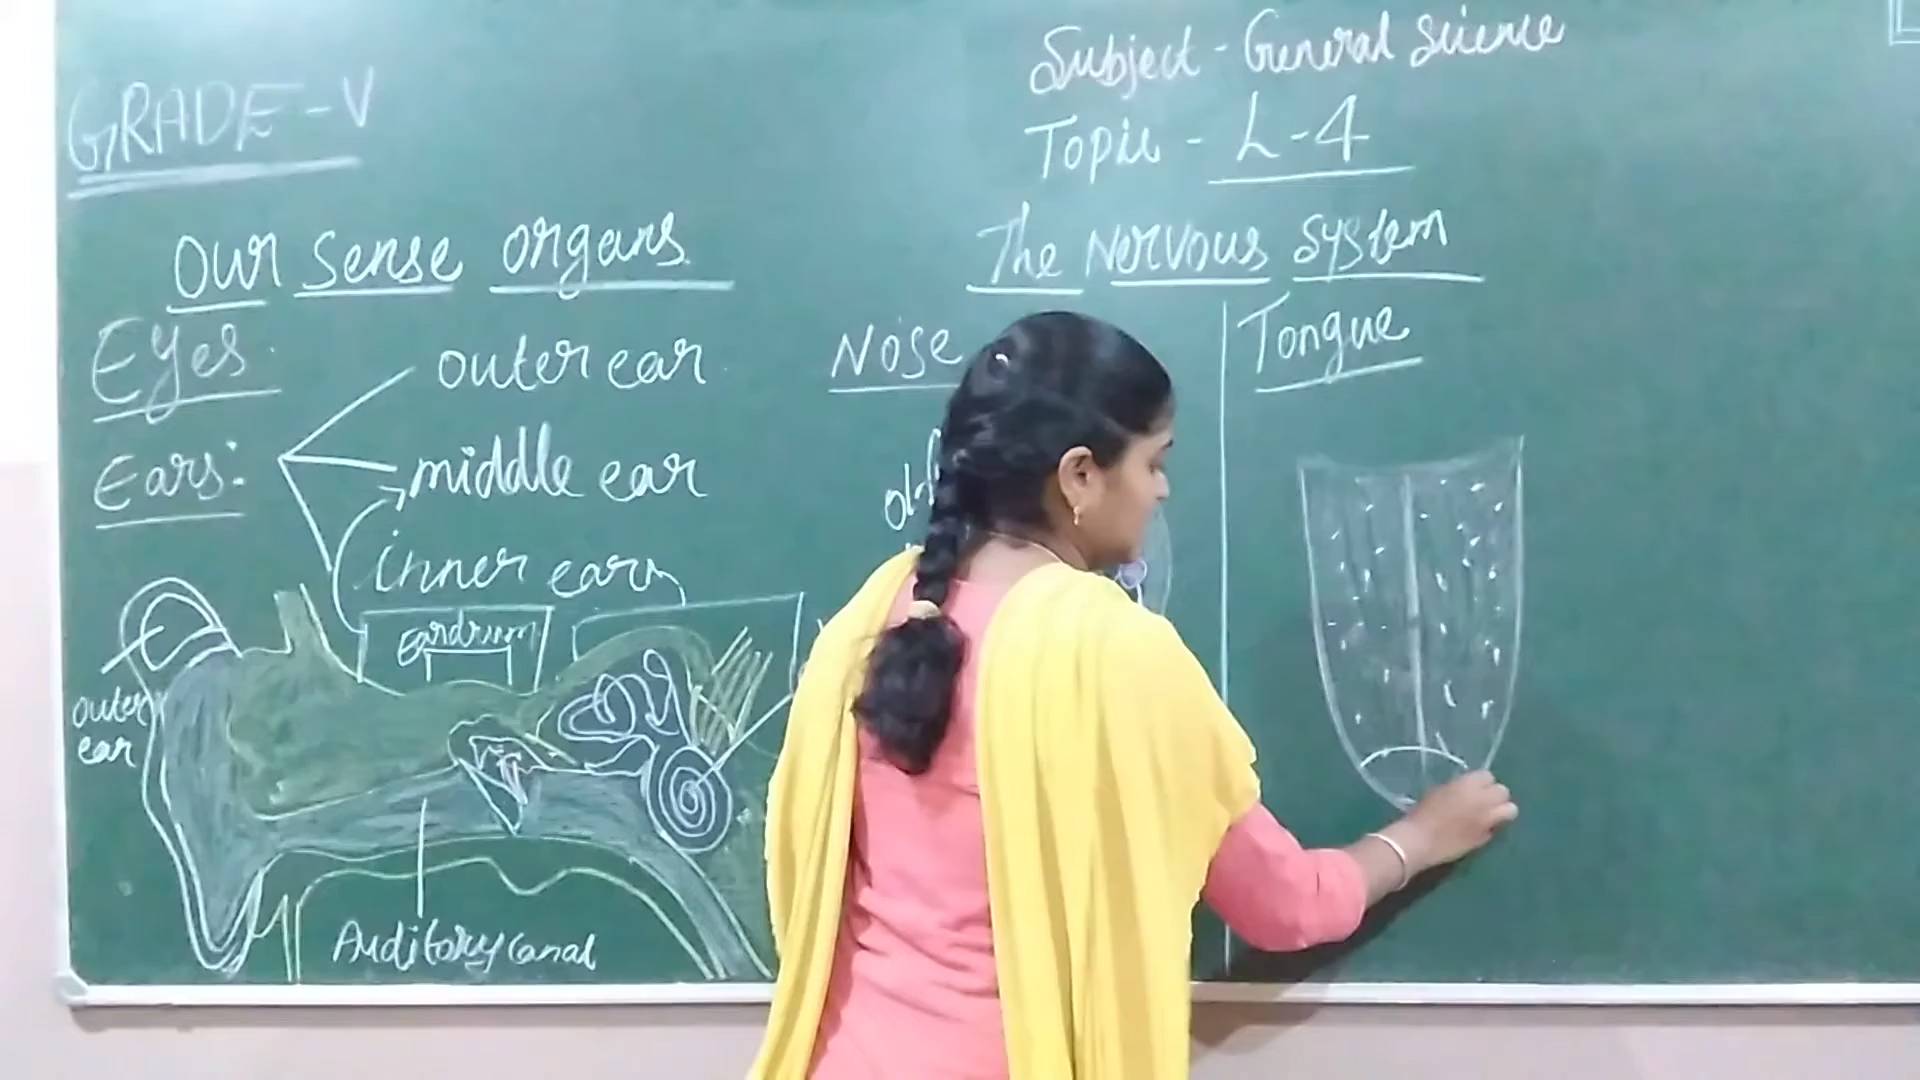 GRADE-V
Subject - General Science
Topic - L-4
Our Sense organs
The Nervous System
Eyes:
Ears:
outer ear
middle ear
inner ear
Eardrum
outer
ear
Auditory canal
Nose
Tongue